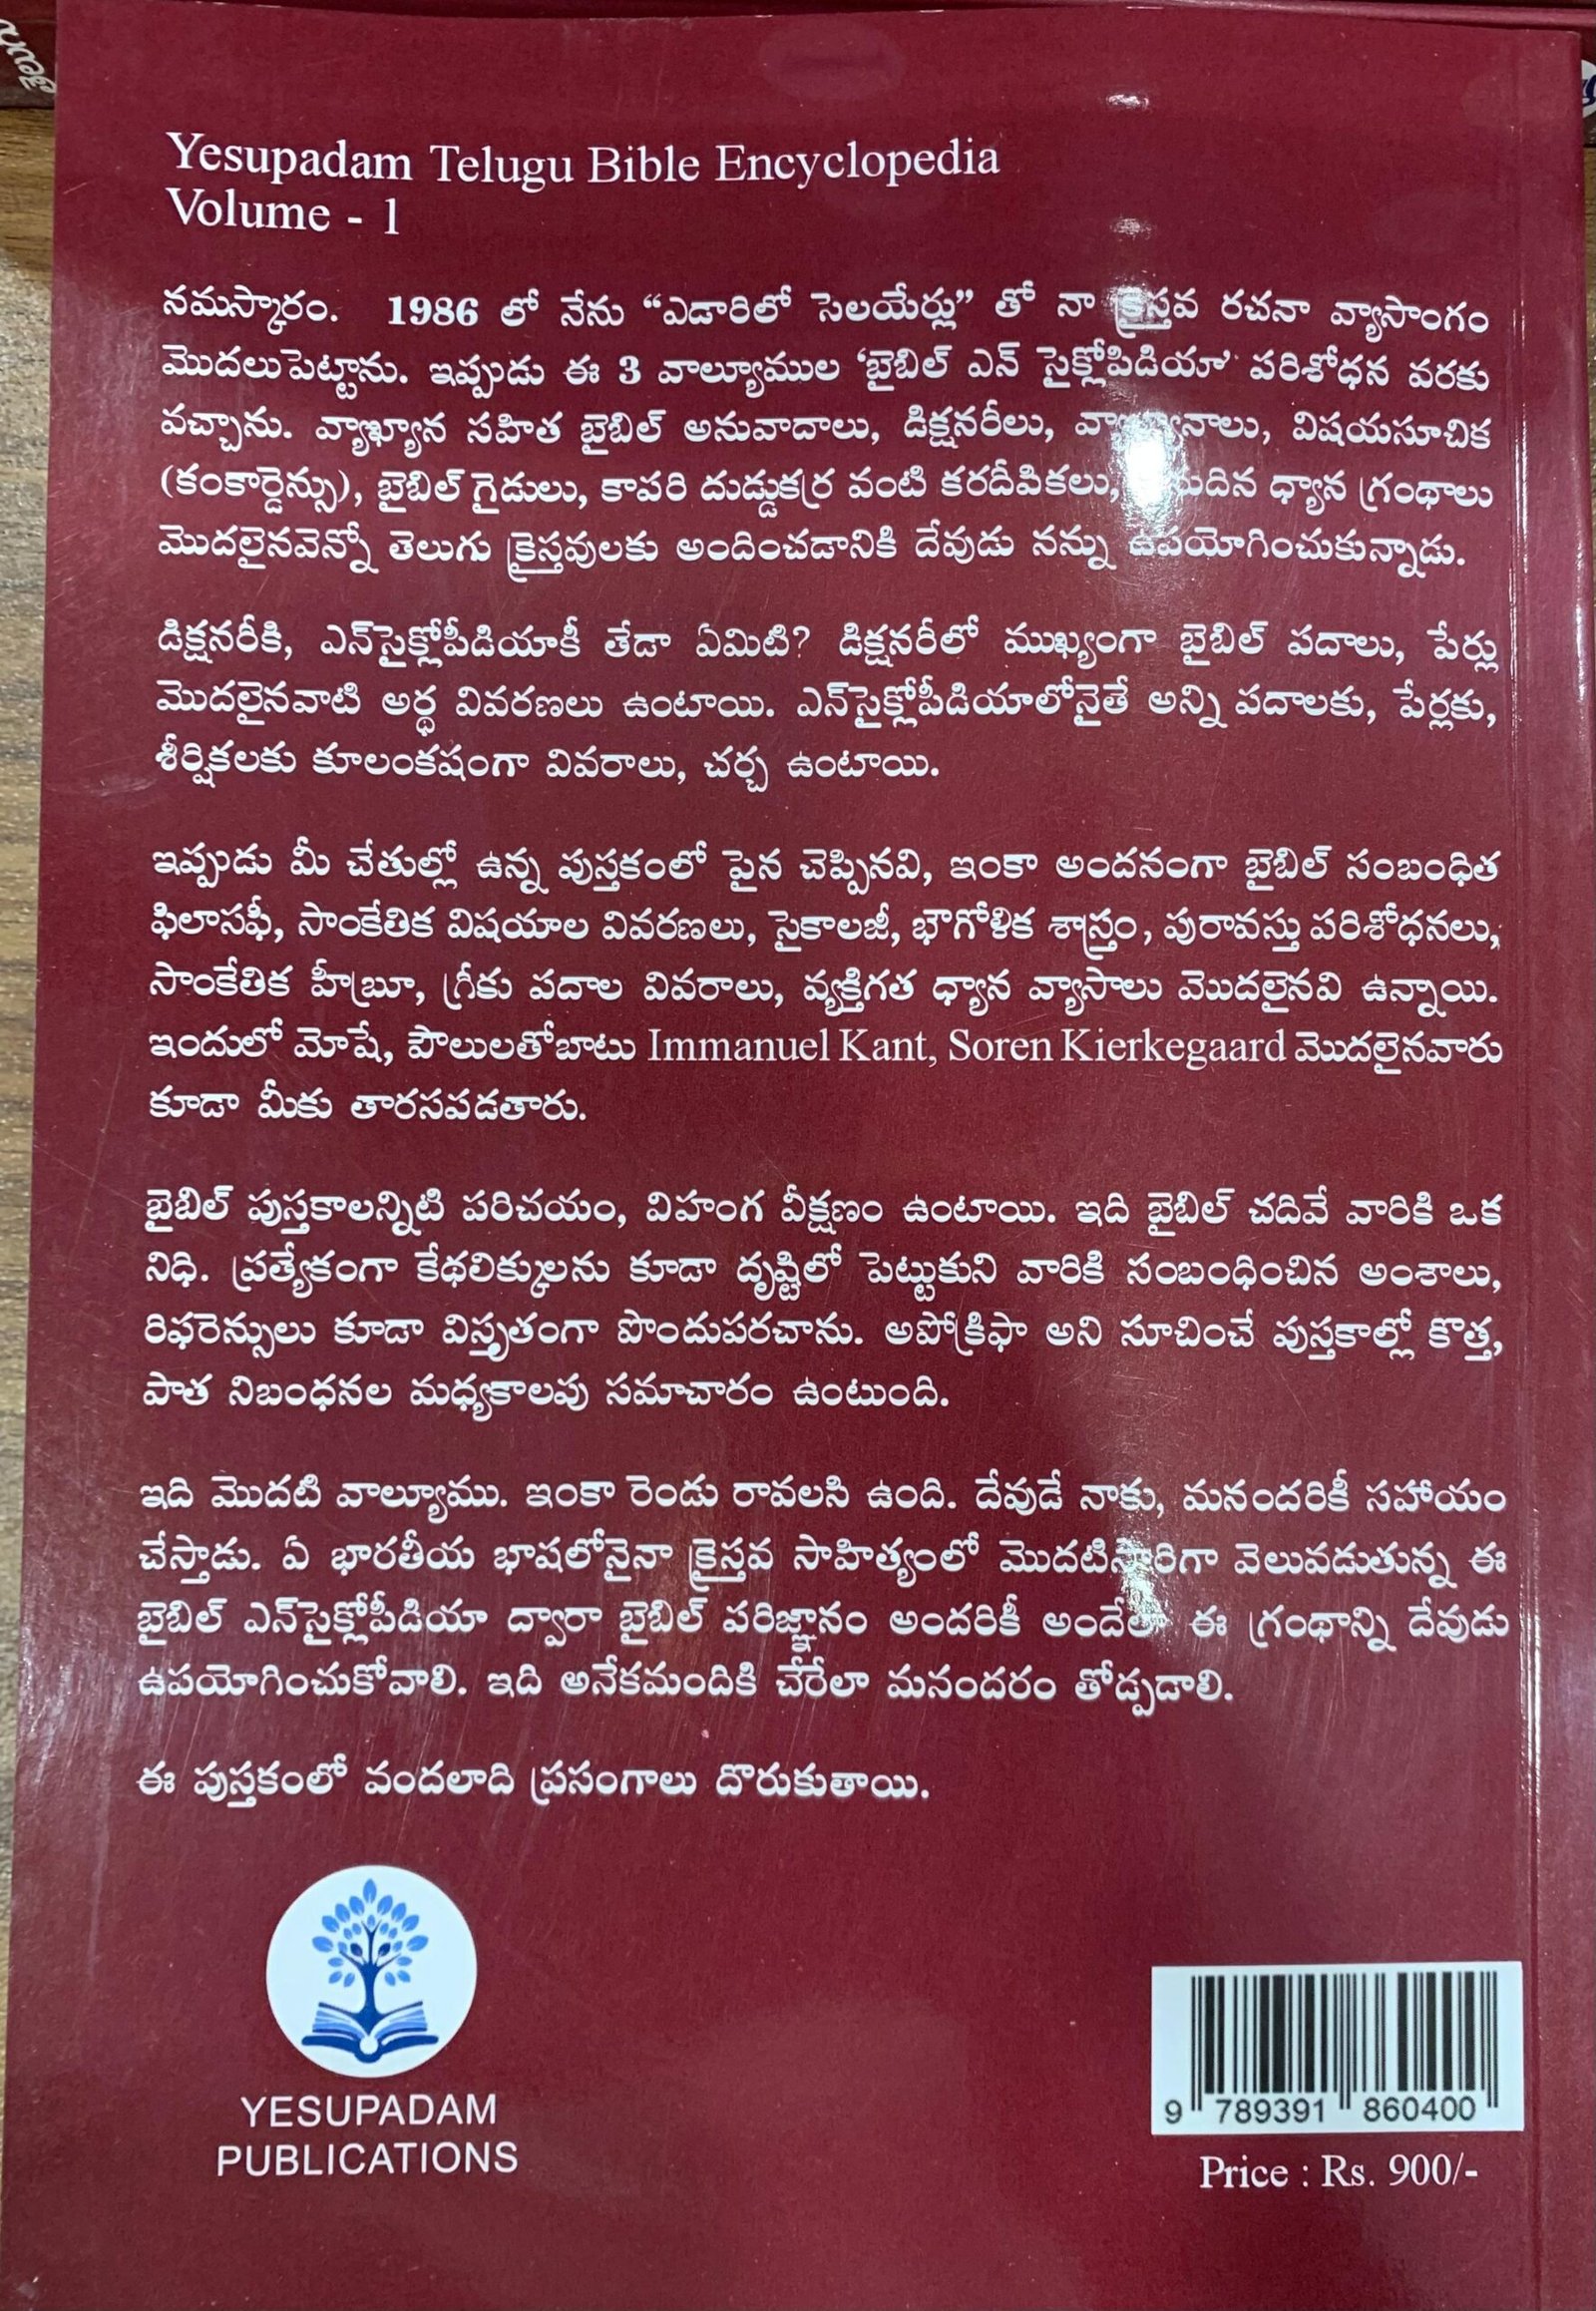 Yesupadam Telugu Bible Encyclopedia
Volume - 1
నమస్కారం. 1986 లో నేను “ఎడారిలో సెలయేర్లు” తో నా క్రైస్తవ రచనా వ్యాసాంగం
మొదలుపెట్టాను. ఇప్పుడు ఈ 3 వాల్యూముల ‘బైబిల్ ఎన్ సైక్లోపిడియా’ పరిశోధన వరకు
వచ్చాను. వ్యాఖ్యాన సహిత బైబిల్ అనువాదాలు, డిక్షనరీలు, వ్యాఖ్యానాలు, విషయసూచిక
(కంకార్డెన్సు), బైబిల్ గైడులు, కాపరి దుడ్డుకర్ర వంటి కరదీపికలు, ధ్యాన గ్రంథాలు
మొదలైనవెన్నో తెలుగు క్రైస్తవులకు అందించడానికి దేవుడు నన్ను ఉపయోగించుకున్నాడు.
డిక్షనరీకి, ఎన్‌సైక్లోపీడియాకీ తేడా ఏమిటి? డిక్షనరీలో ముఖ్యంగా బైబిల్ పదాలు, పేర్లు
మొదలైనవాటి అర్థ వివరణలు ఉంటాయి. ఎన్‌సైక్లోపీడియాలోనైతే అన్ని పదాలకు, పేర్లకు,
శీర్షికలకు కూలంకషంగా వివరాలు, చర్చ ఉంటాయి.
ఇప్పుడు మీ చేతుల్లో ఉన్న పుస్తకంలో పైన చెప్పినవి, ఇంకా అందనంగా బైబిల్ సంబంధిత
ఫిలాసఫీ, సాంకేతిక విషయాల వివరణలు, సైకాలజీ, భౌగోళిక శాస్త్రం, పురావస్తు పరిశోధనలు,
సాంకేతిక హీబ్రూ, గ్రీకు పదాల వివరాలు, వ్యక్తిగత ధ్యాన వ్యాసాలు మొదలైనవి ఉన్నాయి.
ఇందులో మోషే, పౌలులతోబాటు Immanuel Kant, Soren Kierkegaard మొదలైనవారు
కూడా మీకు తారసపడతారు.
బైబిల్ పుస్తకాలన్నిటి పరిచయం, విహంగ వీక్షణం ఉంటాయి. ఇది బైబిల్ చదివే వారికి ఒక
నిధి. ప్రత్యేకంగా కేథలిక్కులను కూడా దృష్టిలో పెట్టుకుని వారికి సంబంధించిన అంశాలు,
రిఫరెన్సులు కూడా విస్తృతంగా పొందుపరచాను. అపోక్రిఫా అని సూచించే పుస్తకాల్లో కొత్త,
పాత నిబంధనల మధ్యకాలపు సమాచారం ఉంటుంది.
ఇది మొదటి వాల్యూము. ఇంకా రెండు రావలసి ఉంది. దేవుడే నాకు, మనందరికీ సహాయం
చేస్తాడు. ఏ భారతీయ భాషలోనైనా క్రైస్తవ సాహిత్యంలో మొదటిసారిగా వెలువడుతున్న ఈ
బైబిల్ ఎన్‌సైక్లోపీడియా ద్వారా బైబిల్ పరిజ్ఞానం అందరికీ అందేలా ఈ గ్రంథాన్ని దేవుడు
ఉపయోగించుకోవాలి. ఇది అనేకమందికి చేరేలా మనందరం తోడ్పడాలి.
ఈ పుస్తకంలో వందలాది ప్రసంగాలు దొరుకుతాయి.
YESUPADAM
PUBLICATIONS
9 789391 860400
Price : Rs. 900/-